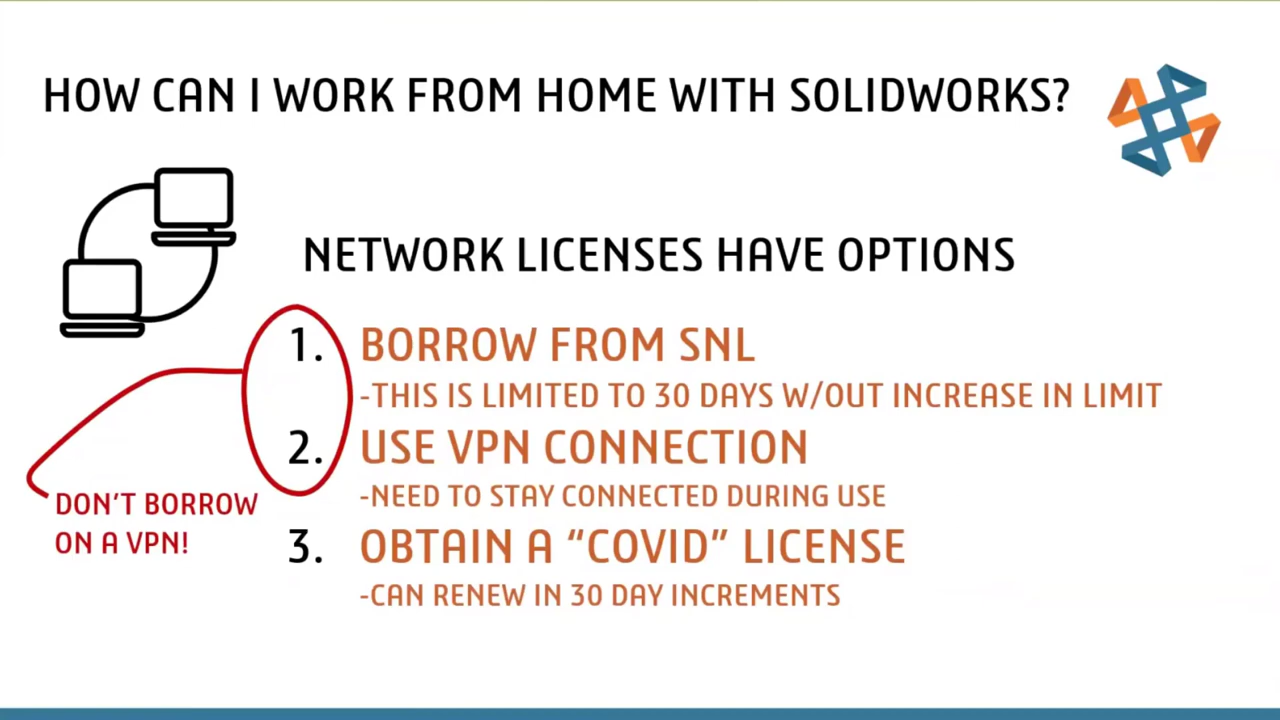 HOW CAN I WORK FROM HOME WITH SOLIDWORKS?
NETWORK LICENSES HAVE OPTIONS
1. BORROW FROM SNL
-THIS IS LIMITED TO 30 DAYS W/OUT INCREASE IN LIMIT
2. USE VPN CONNECTION
-NEED TO STAY CONNECTED DURING USE
DON'T BORROW
ON A VPN!
3. OBTAIN A “COVID” LICENSE
-CAN RENEW IN 30 DAY INCREMENTS